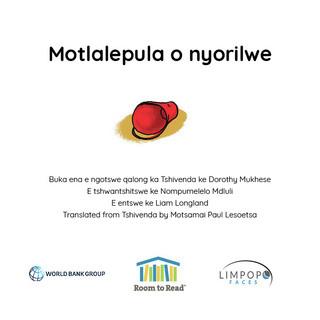 Motlalepula o nyorilwe
Buka ena e ngotswe qalong ka Tshivenda ke Dorothy Mukhese
E tshwantshitswe ke Nompumelelo Mdluli
E entswe ke Liam Longland
Translated from Tshivenda by Motsamai Paul Lesoetsa
WORLD BANK GROUP
Room to Read
LIMPOPO
FACES